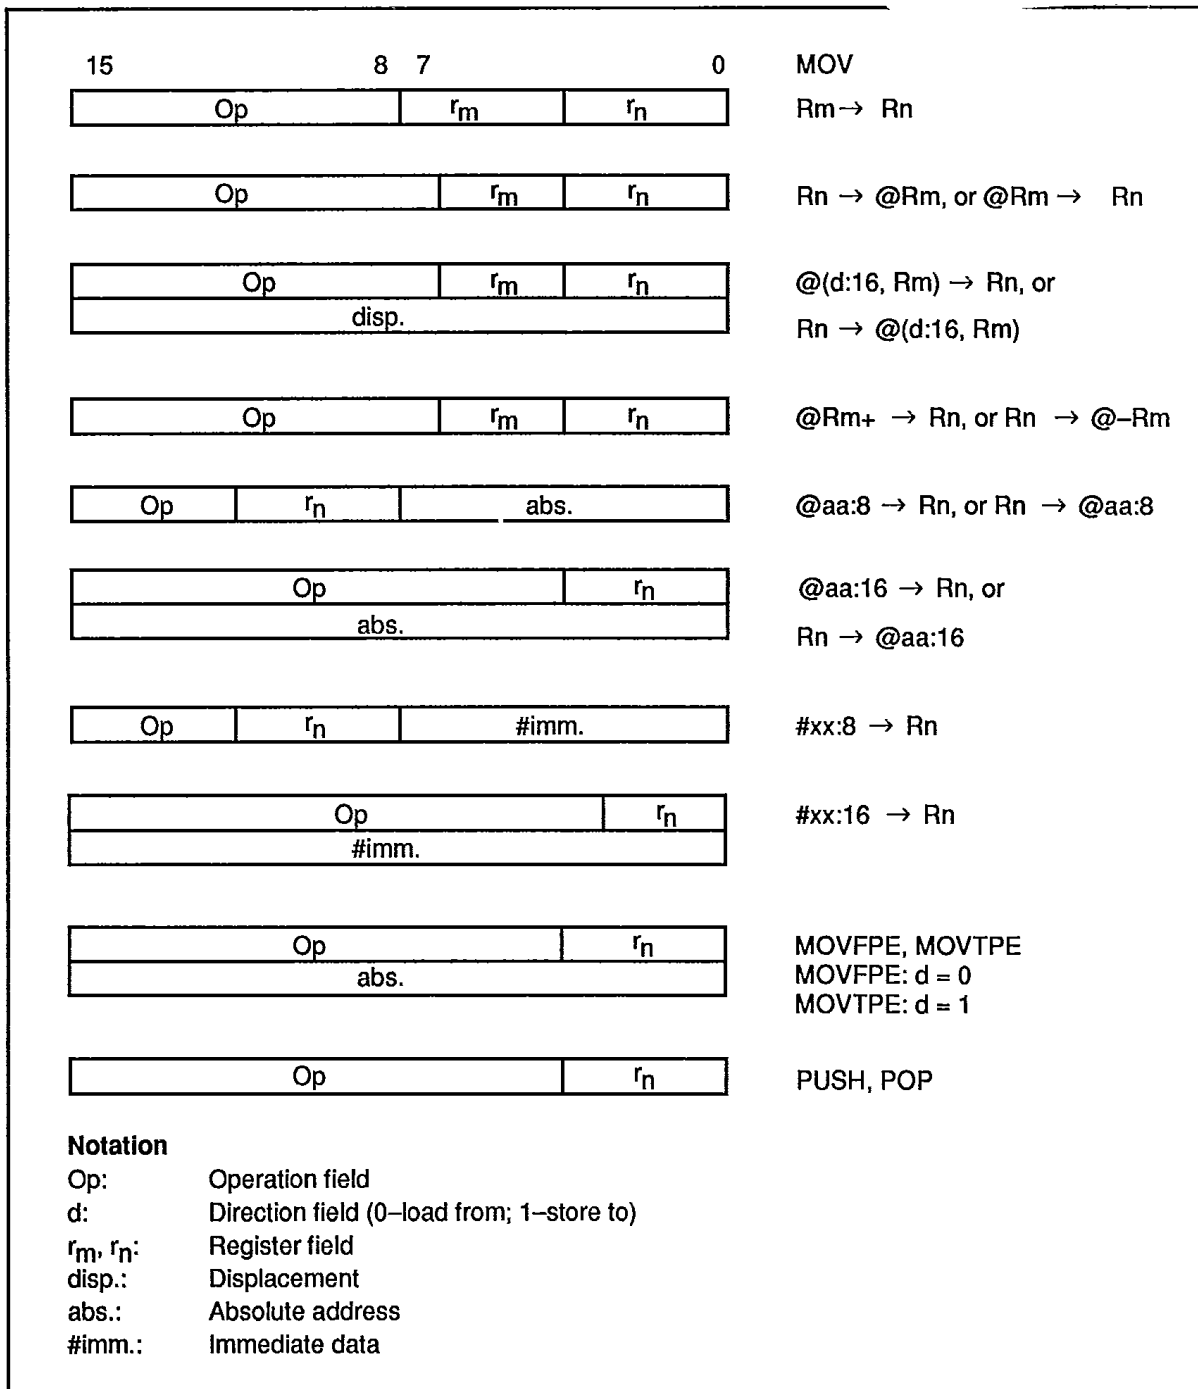 15 8 7 0 MOV
Op rm rn Rm → Rn
Op rm rn Rn → @Rm, or @Rm → Rn
Op rm rn @(d:16, Rm) → Rn, or
disp. Rn → @(d:16, Rm)
Op rm rn @Rm+ → Rn, or Rn → @–Rm
Op rn abs. @aa:8 → Rn, or Rn → @aa:8
Op rn @aa:16 → Rn, or
abs. Rn → @aa:16
Op rn #imm. #xx:8 → Rn
Op rn #xx:16 → Rn
#imm.
Op rn MOVFPE, MOVTPE
abs. MOVFPE: d = 0
MOVTPE: d = 1
Op rn PUSH, POP
Notation
Op: Operation field
d: Direction field (0–load from; 1–store to)
rm, rn: Register field
disp.: Displacement
abs.: Absolute address
#imm.: Immediate data